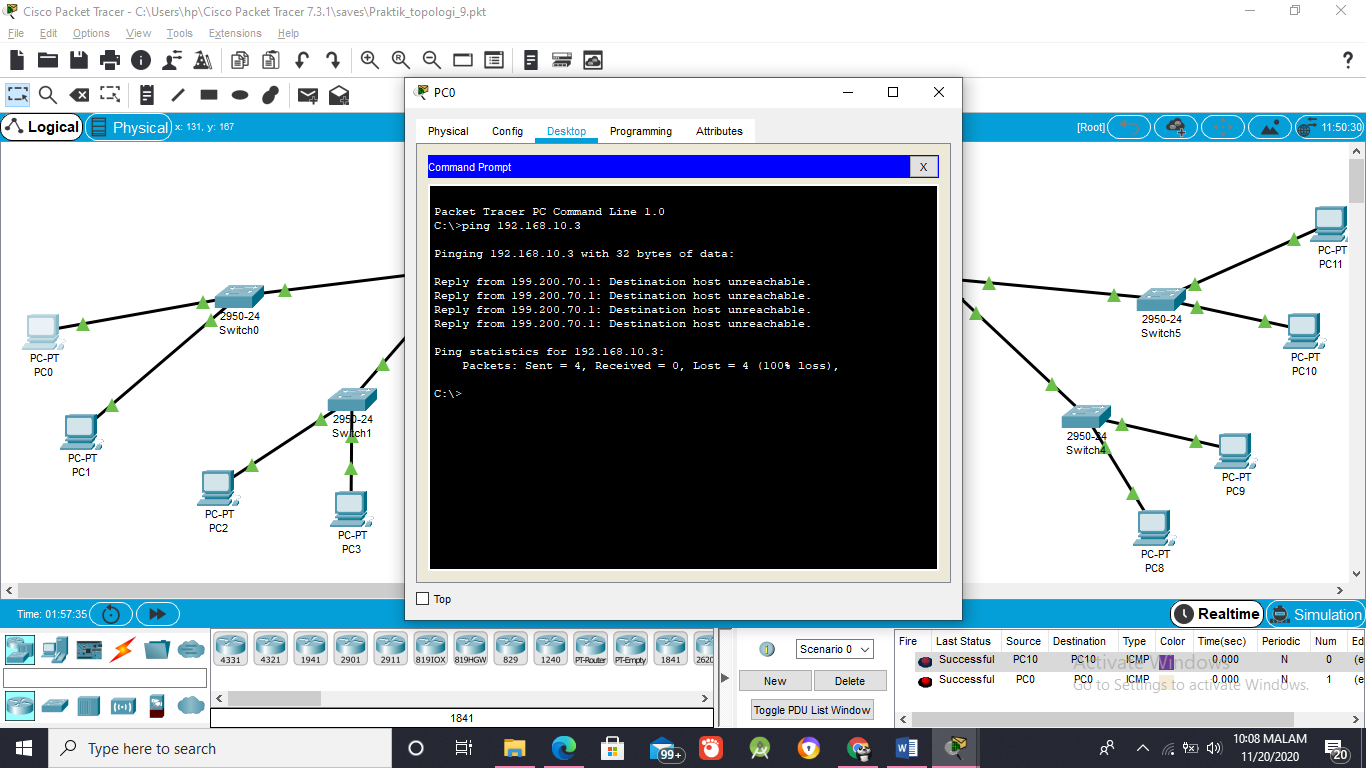 Cisco Packet Tracer - C:\Users\hp\Cisco Packet Tracer 7.3.1\saves\Praktik_topologi_9.pkt
File Edit Options View Tools Extensions Help
?
Logical Physical x: 131, y: 167
[Root] 11:50:30
PC0
Physical Config Desktop Programming Attributes
Command Prompt X
Packet Tracer PC Command Line 1.0
C:\>ping 192.168.10.3
Pinging 192.168.10.3 with 32 bytes of data:
Reply from 199.200.70.1: Destination host unreachable.
Reply from 199.200.70.1: Destination host unreachable.
Reply from 199.200.70.1: Destination host unreachable.
Reply from 199.200.70.1: Destination host unreachable.
Ping statistics for 192.168.10.3:
Packets: Sent = 4, Received = 0, Lost = 4 (100% loss),
C:\>
Top
2950-24
Switch0
PC-PT
PC0
PC-PT
PC1
2950-24
Switch1
PC-PT
PC2
PC-PT
PC3
PC-PT
PC11
2950-24
Switch5
PC-PT
PC10
2950-24
Switch4
PC-PT
PC9
PC-PT
PC8
Time: 01:57:35
Realtime Simulation
4331 4321 1941 2901 2911 819IOX 819HGW 829 1240 PT-Router PT-Empty 1841 2620
1841
Scenario 0
New Delete
Toggle PDU List Window
Fire Last Status Source Destination Type Color Time(sec) Periodic Num Ed
Successful PC10 PC10 ICMP 0.000 N 0 (e
Successful PC0 PC0 ICMP 0.000 N 1 (e
Activate Windows
Go to Settings to activate Windows.
Type here to search
99+
10:08 MALAM
11/20/2020
20